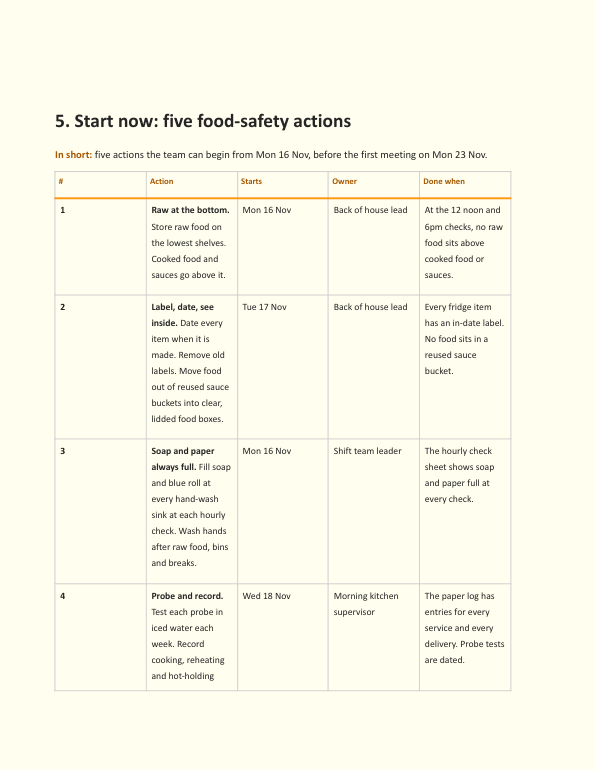 5. Start now: five food-safety actions
In short: five actions the team can begin from Mon 16 Nov, before the first meeting on Mon 23 Nov.
# Action Starts Owner Done when
1
Raw at the bottom.
Store raw food on
the lowest shelves.
Cooked food and
sauces go above it.
Mon 16 Nov
Back of house lead
At the 12 noon and
6pm checks, no raw
food sits above
cooked food or
sauces.
2
Label, date, see
inside. Date every
item when it is
made. Remove old
labels. Move food
out of reused sauce
buckets into clear,
lidded food boxes.
Tue 17 Nov
Back of house lead
Every fridge item
has an in-date label.
No food sits in a
reused sauce
bucket.
3
Soap and paper
always full. Fill soap
and blue roll at
every hand-wash
sink at each hourly
check. Wash hands
after raw food, bins
and breaks.
Mon 16 Nov
Shift team leader
The hourly check
sheet shows soap
and paper full at
every check.
4
Probe and record.
Test each probe in
iced water each
week. Record
cooking, reheating
and hot-holding
Wed 18 Nov
Morning kitchen
supervisor
The paper log has
entries for every
service and every
delivery. Probe tests
are dated.